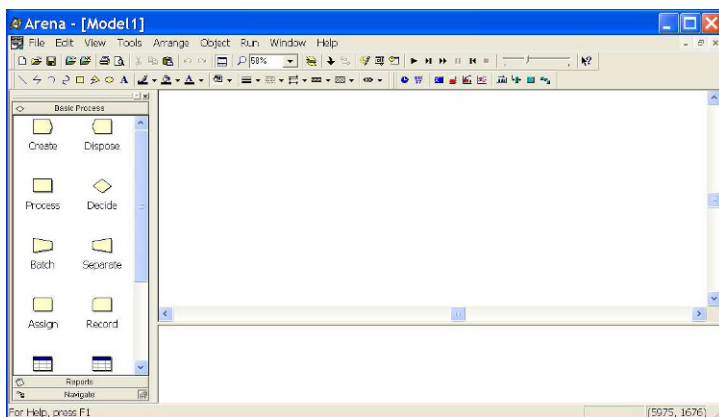 Arena - [Model1]
File Edit View Tools Arrange Object Run Window Help
58%
A A
Basic Process
Create Dispose
Process Decide
Batch Separate
Assign Record
Reports
Navigate
For Help, press F1 (5975, 1676)